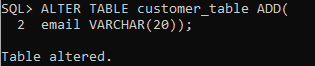 SQL> ALTER TABLE customer_table ADD(
2 email VARCHAR(20));
Table altered.